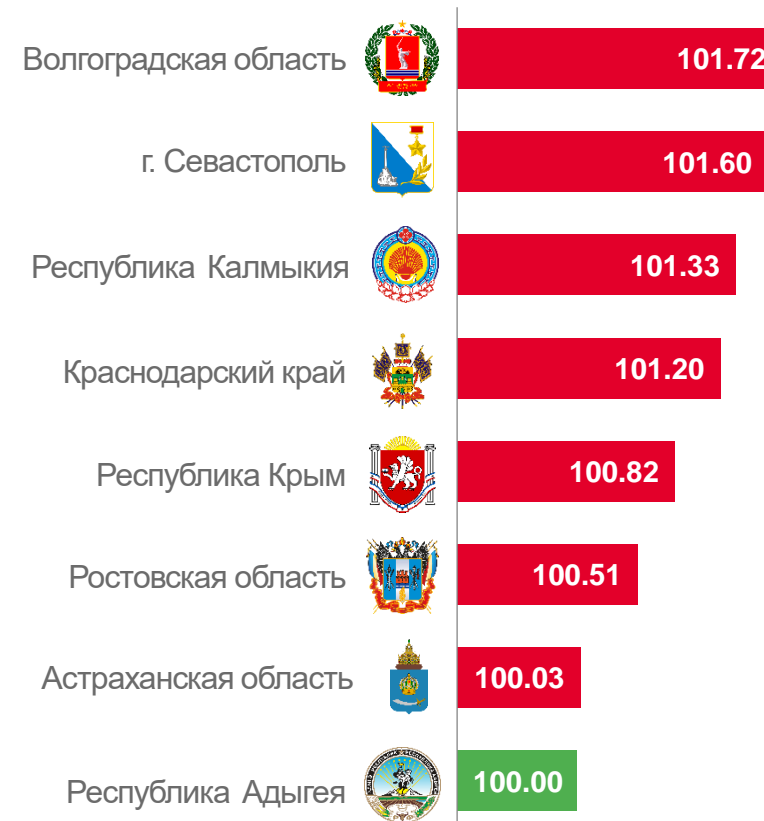 Волгоградская область 101.72
г. Севастополь 101.60
Республика Калмыкия 101.33
Краснодарский край 101.20
Республика Крым 100.82
Ростовская область 100.51
Астраханская область 100.03
Республика Адыгея 100.00